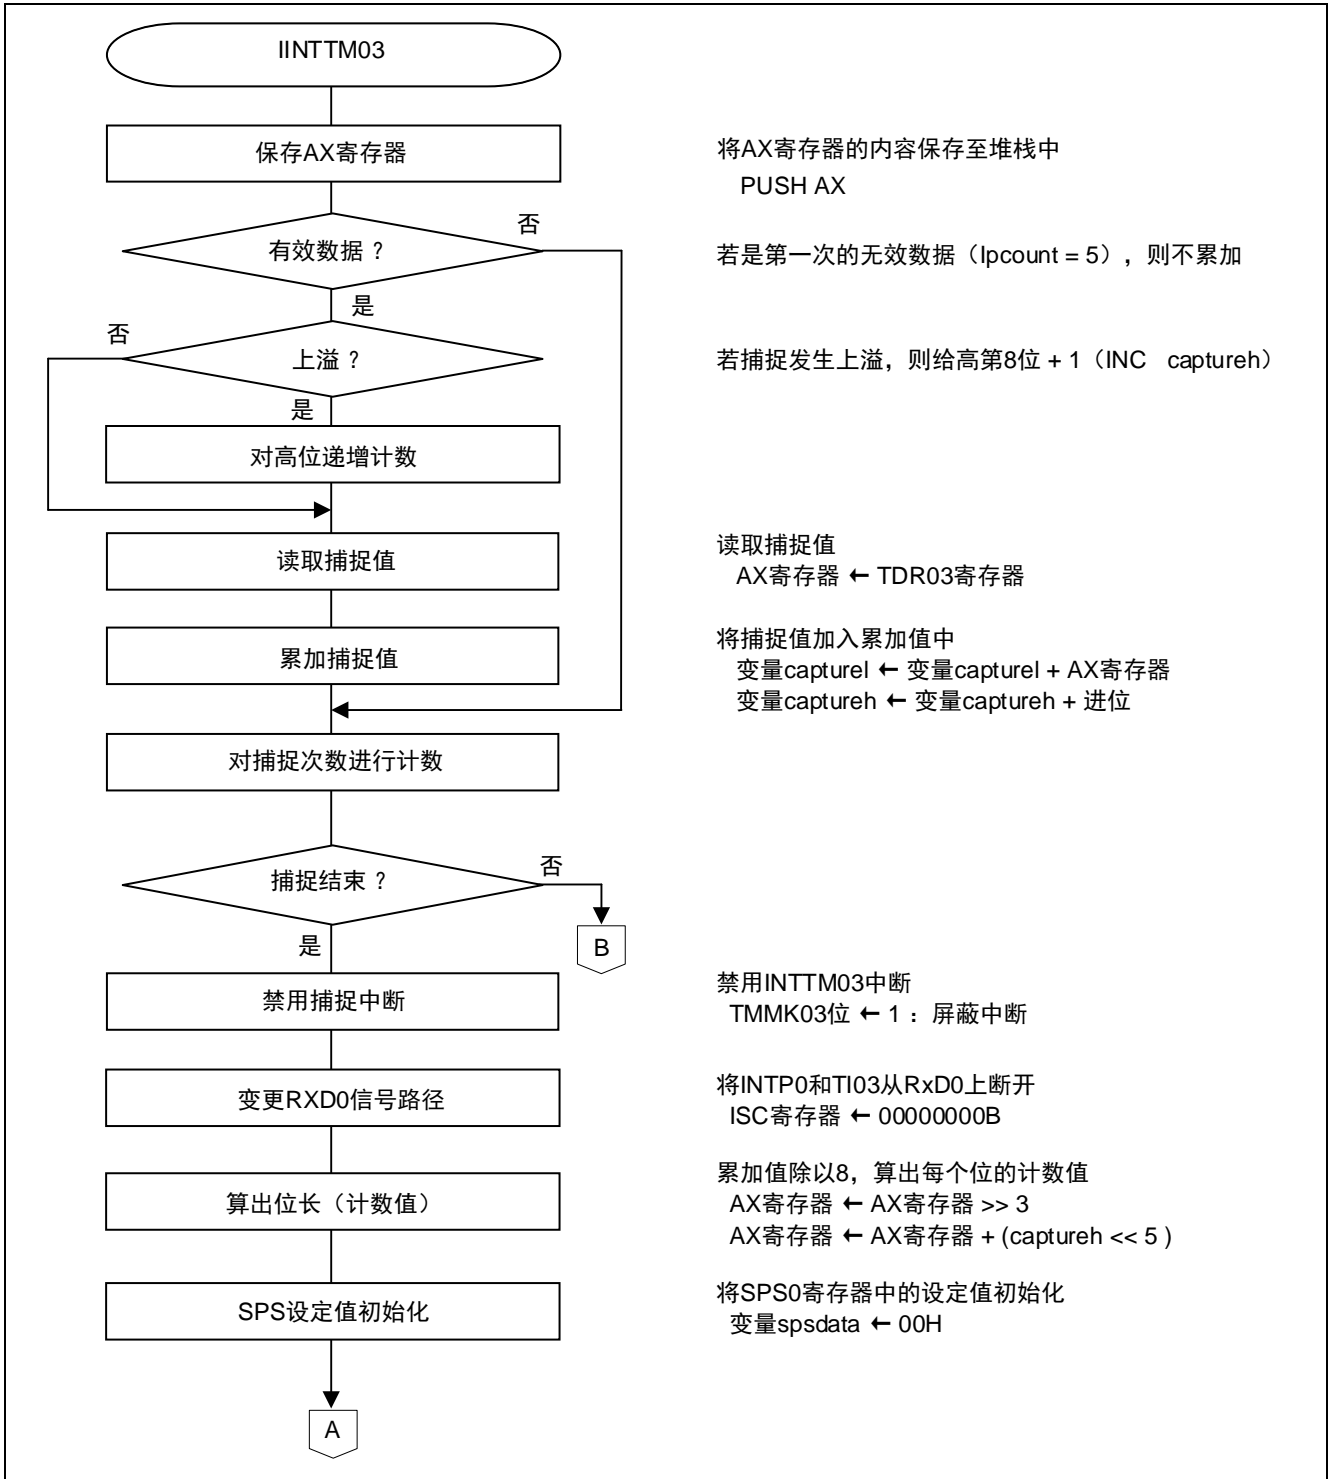 IINTTM03
保存AX寄存器
将AX寄存器的内容保存至堆栈中
PUSH AX
否
有效数据？
若是第一次的无效数据（lpcount = 5），则不累加
是
否
上溢？
若捕捉发生上溢，则给高第8位 + 1（INC captureh）
是
对高位递增计数
读取捕捉值
读取捕捉值
AX寄存器 ← TDR03寄存器
累加捕捉值
将捕捉值加入累加值中
变量capturel ← 变量capturel + AX寄存器
变量captureh ← 变量captureh + 进位
对捕捉次数进行计数
捕捉结束？
否
B
是
禁用捕捉中断
禁用INTTM03中断
TMMK03位 ← 1：屏蔽中断
变更RXD0信号路径
将INTP0和TI03从RxD0上断开
ISC寄存器 ← 00000000B
算出位长（计数值）
累加值除以8，算出每个位的计数值
AX寄存器 ← AX寄存器 >> 3
AX寄存器 ← AX寄存器 + (captureh << 5 )
SPS设定值初始化
将SPS0寄存器中的设定值初始化
变量spsdata ← 00H
A